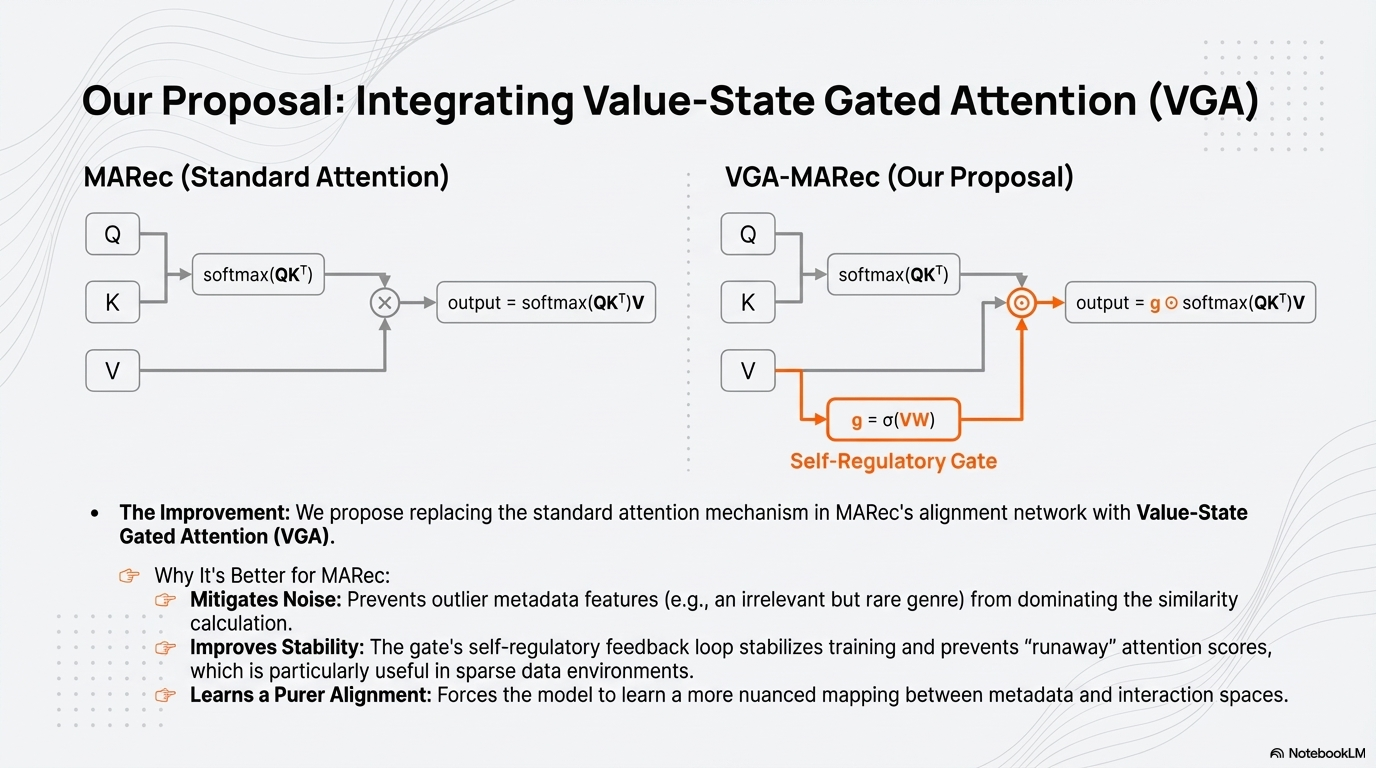 Our Proposal: Integrating Value-State Gated Attention (VGA)
MARec (Standard Attention)
Q
K
V
softmax(QKᵀ)
output = softmax(QKᵀ)V
VGA-MARec (Our Proposal)
Q
K
V
softmax(QKᵀ)
g = σ(VW)
Self-Regulatory Gate
output = g ⊙ softmax(QKᵀ)V
• The Improvement: We propose replacing the standard attention mechanism in MARec's alignment network with Value-State
Gated Attention (VGA).
☞ Why It's Better for MARec:
☞ Mitigates Noise: Prevents outlier metadata features (e.g., an irrelevant but rare genre) from dominating the similarity
calculation.
☞ Improves Stability: The gate's self-regulatory feedback loop stabilizes training and prevents “runaway” attention scores,
which is particularly useful in sparse data environments.
☞ Learns a Purer Alignment: Forces the model to learn a more nuanced mapping between metadata and interaction spaces.
NotebookLM